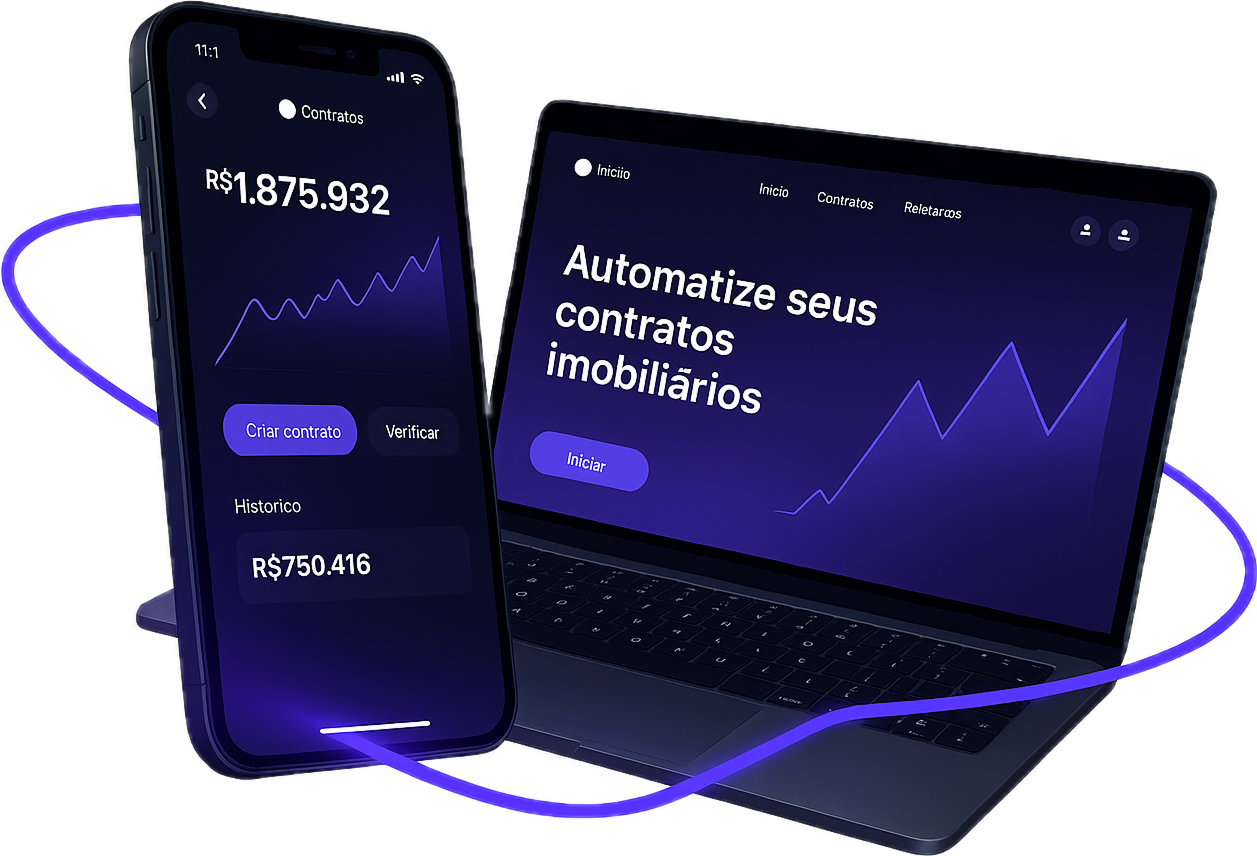 11:1
Contratos
R$1.875.932
Criar contrato
Verificar
Historico
R$750.416
Iniciio
Inicio
Contratos
Reletaroos
Automatize seus
contratos
imobiliários
Iniciar